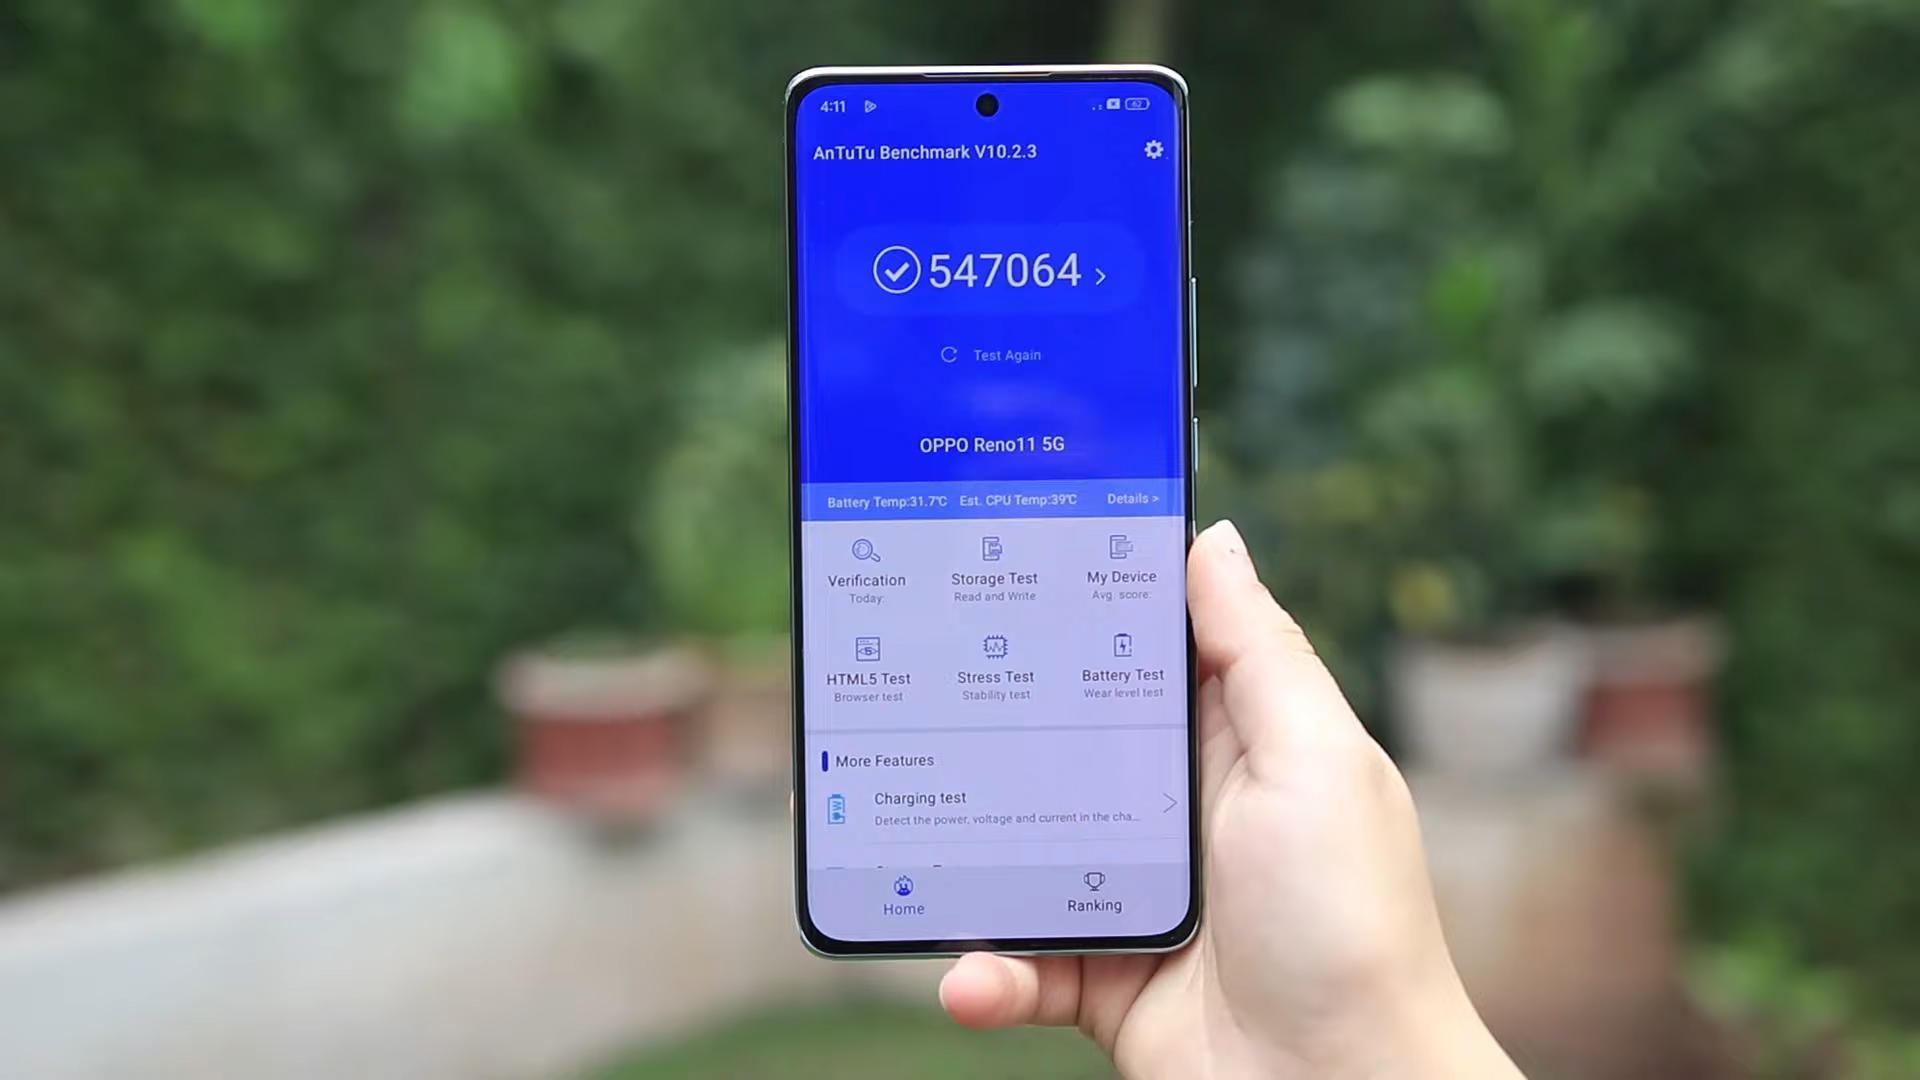 4:11
62
AnTuTu Benchmark V10.2.3
547064
Test Again
OPPO Reno11 5G
Battery Temp:31.7℃ Est. CPU Temp:39℃ Details >
Verification Storage Test My Device
Today: Read and Write Avg. score:
HTML5 Test Stress Test Battery Test
Browser test Stability test Wear level test
More Features
Charging test
Detect the power, voltage and current in the cha...
Home Ranking